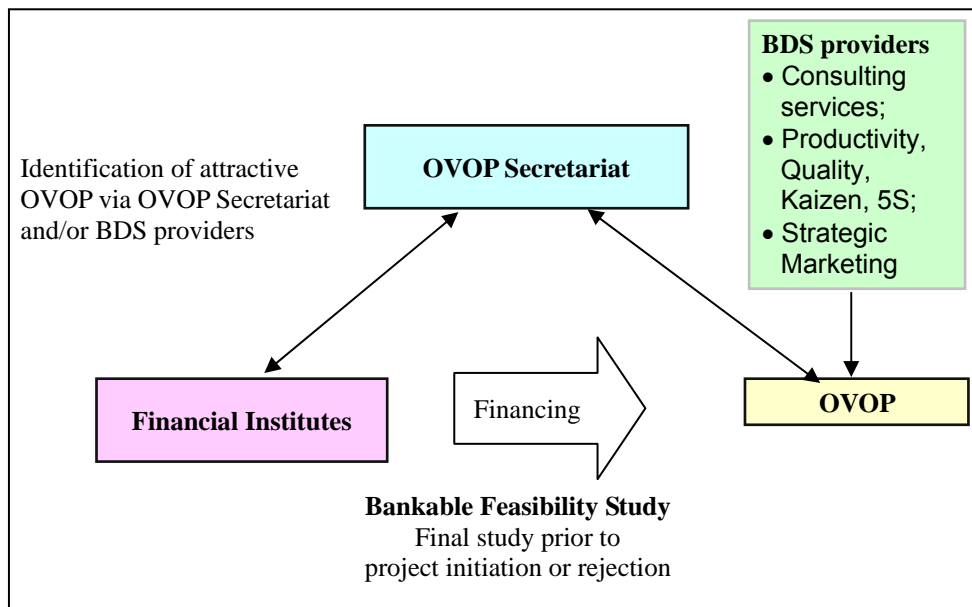 BDS providers
• Consulting
services;
• Productivity,
Quality,
Kaizen, 5S;
• Strategic
Marketing
OVOP Secretariat
Identification of attractive
OVOP via OVOP Secretariat
and/or BDS providers
Financial Institutes
Financing
OVOP
Bankable Feasibility Study
Final study prior to
project initiation or rejection